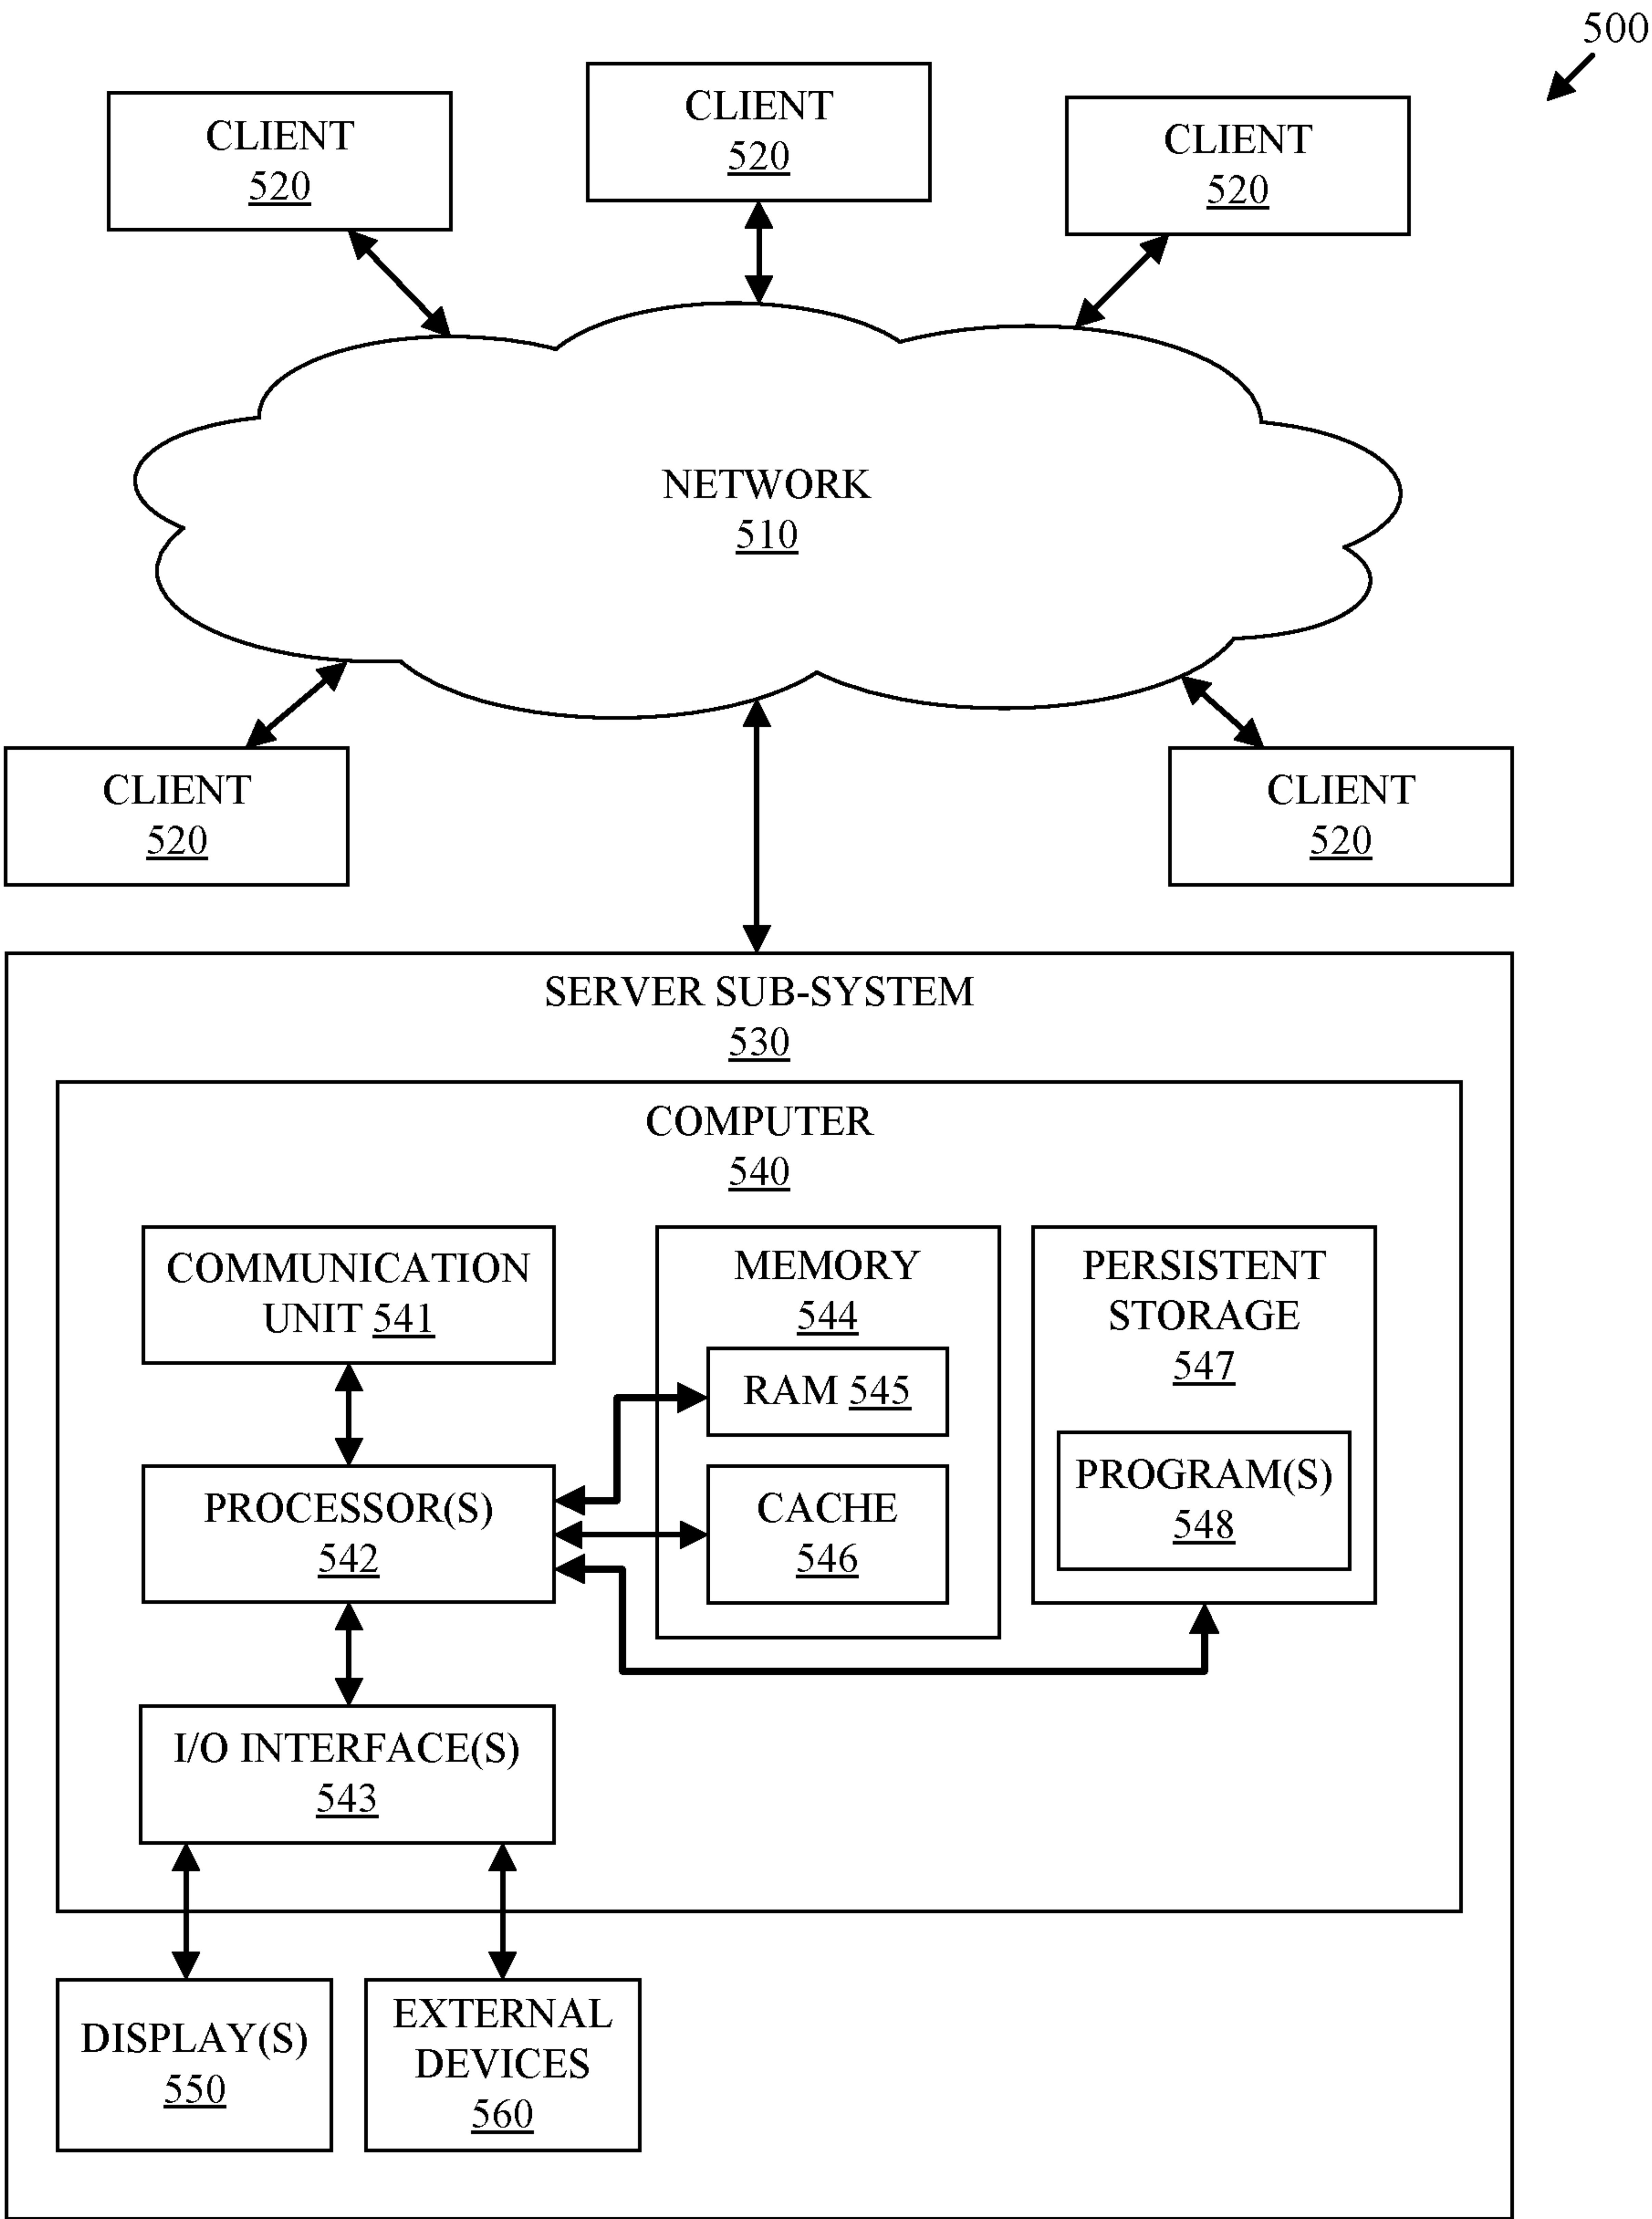 500
CLIENT
520
CLIENT
520
CLIENT
520
NETWORK
510
CLIENT
520
CLIENT
520
SERVER SUB-SYSTEM
530
COMPUTER
540
COMMUNICATION
UNIT 541
MEMORY
544
RAM 545
PERSISTENT
STORAGE
547
PROCESSOR(S)
542
CACHE
546
PROGRAM(S)
548
I/O INTERFACE(S)
543
DISPLAY(S)
550
EXTERNAL
DEVICES
560